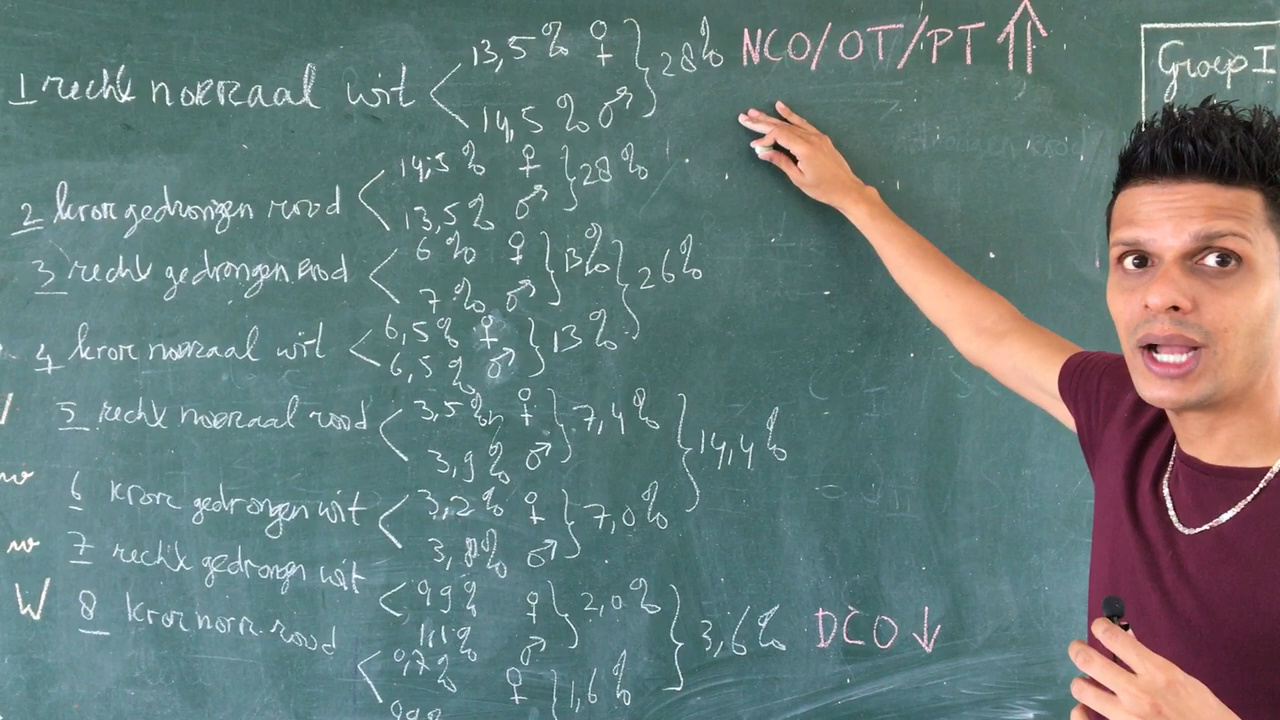 13,5% ♀ } 28% NCO/OT/PT ⇑
Groep I
1 recht normaal wit <
14,5% ♂
14,5% ♀ } 28%
2 krom gedrongen rood <
13,5% ♂
6% ♀ } 13% } 26%
3 recht gedrongen rood <
7% ♂
6,5% ♀ } 13%
4 krom normaal wit <
6,5% ♂
3,5% ♀ } 7,4% } 14,4%
5 recht normaal rood <
3,9% ♂
3,2% ♀ } 7,0%
6 krom gedrongen wit <
3,8% ♂
7 recht gedrongen wit
< ♀ } 2,0% } 3,6% DCO ↓
1,1% ♂
W 8 krom norm. rood
< 0,7% ♀ } 1,6%